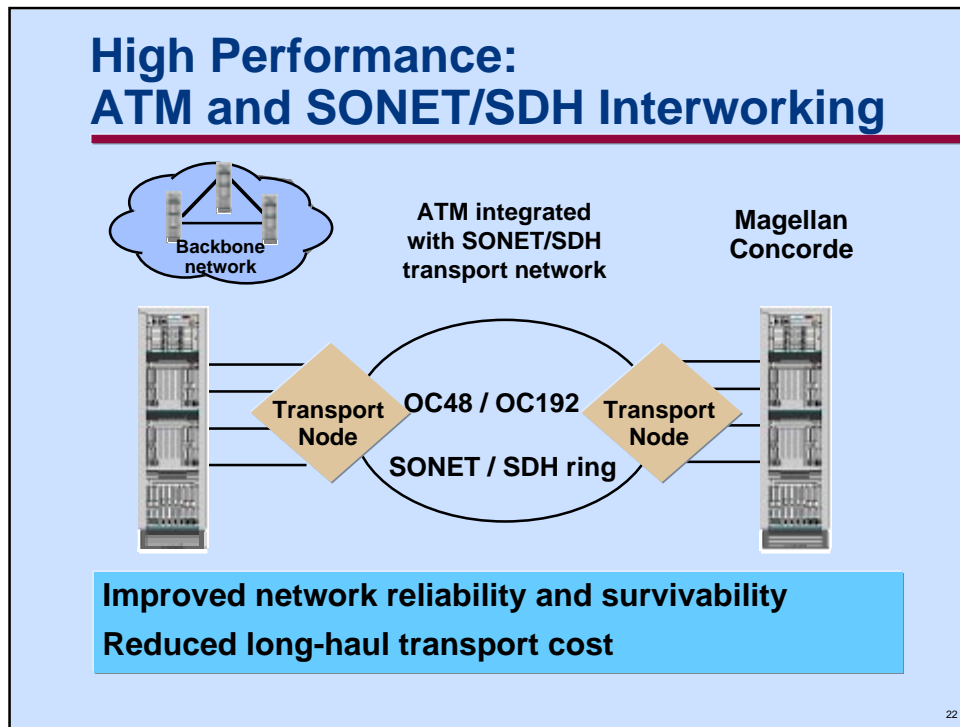 High Performance:
ATM and SONET/SDH Interworking
Backbone
network
ATM integrated
with SONET/SDH
transport network
Magellan
Concorde
Transport
Node
OC48 / OC192
SONET / SDH ring
Transport
Node
Improved network reliability and survivability
Reduced long-haul transport cost
22